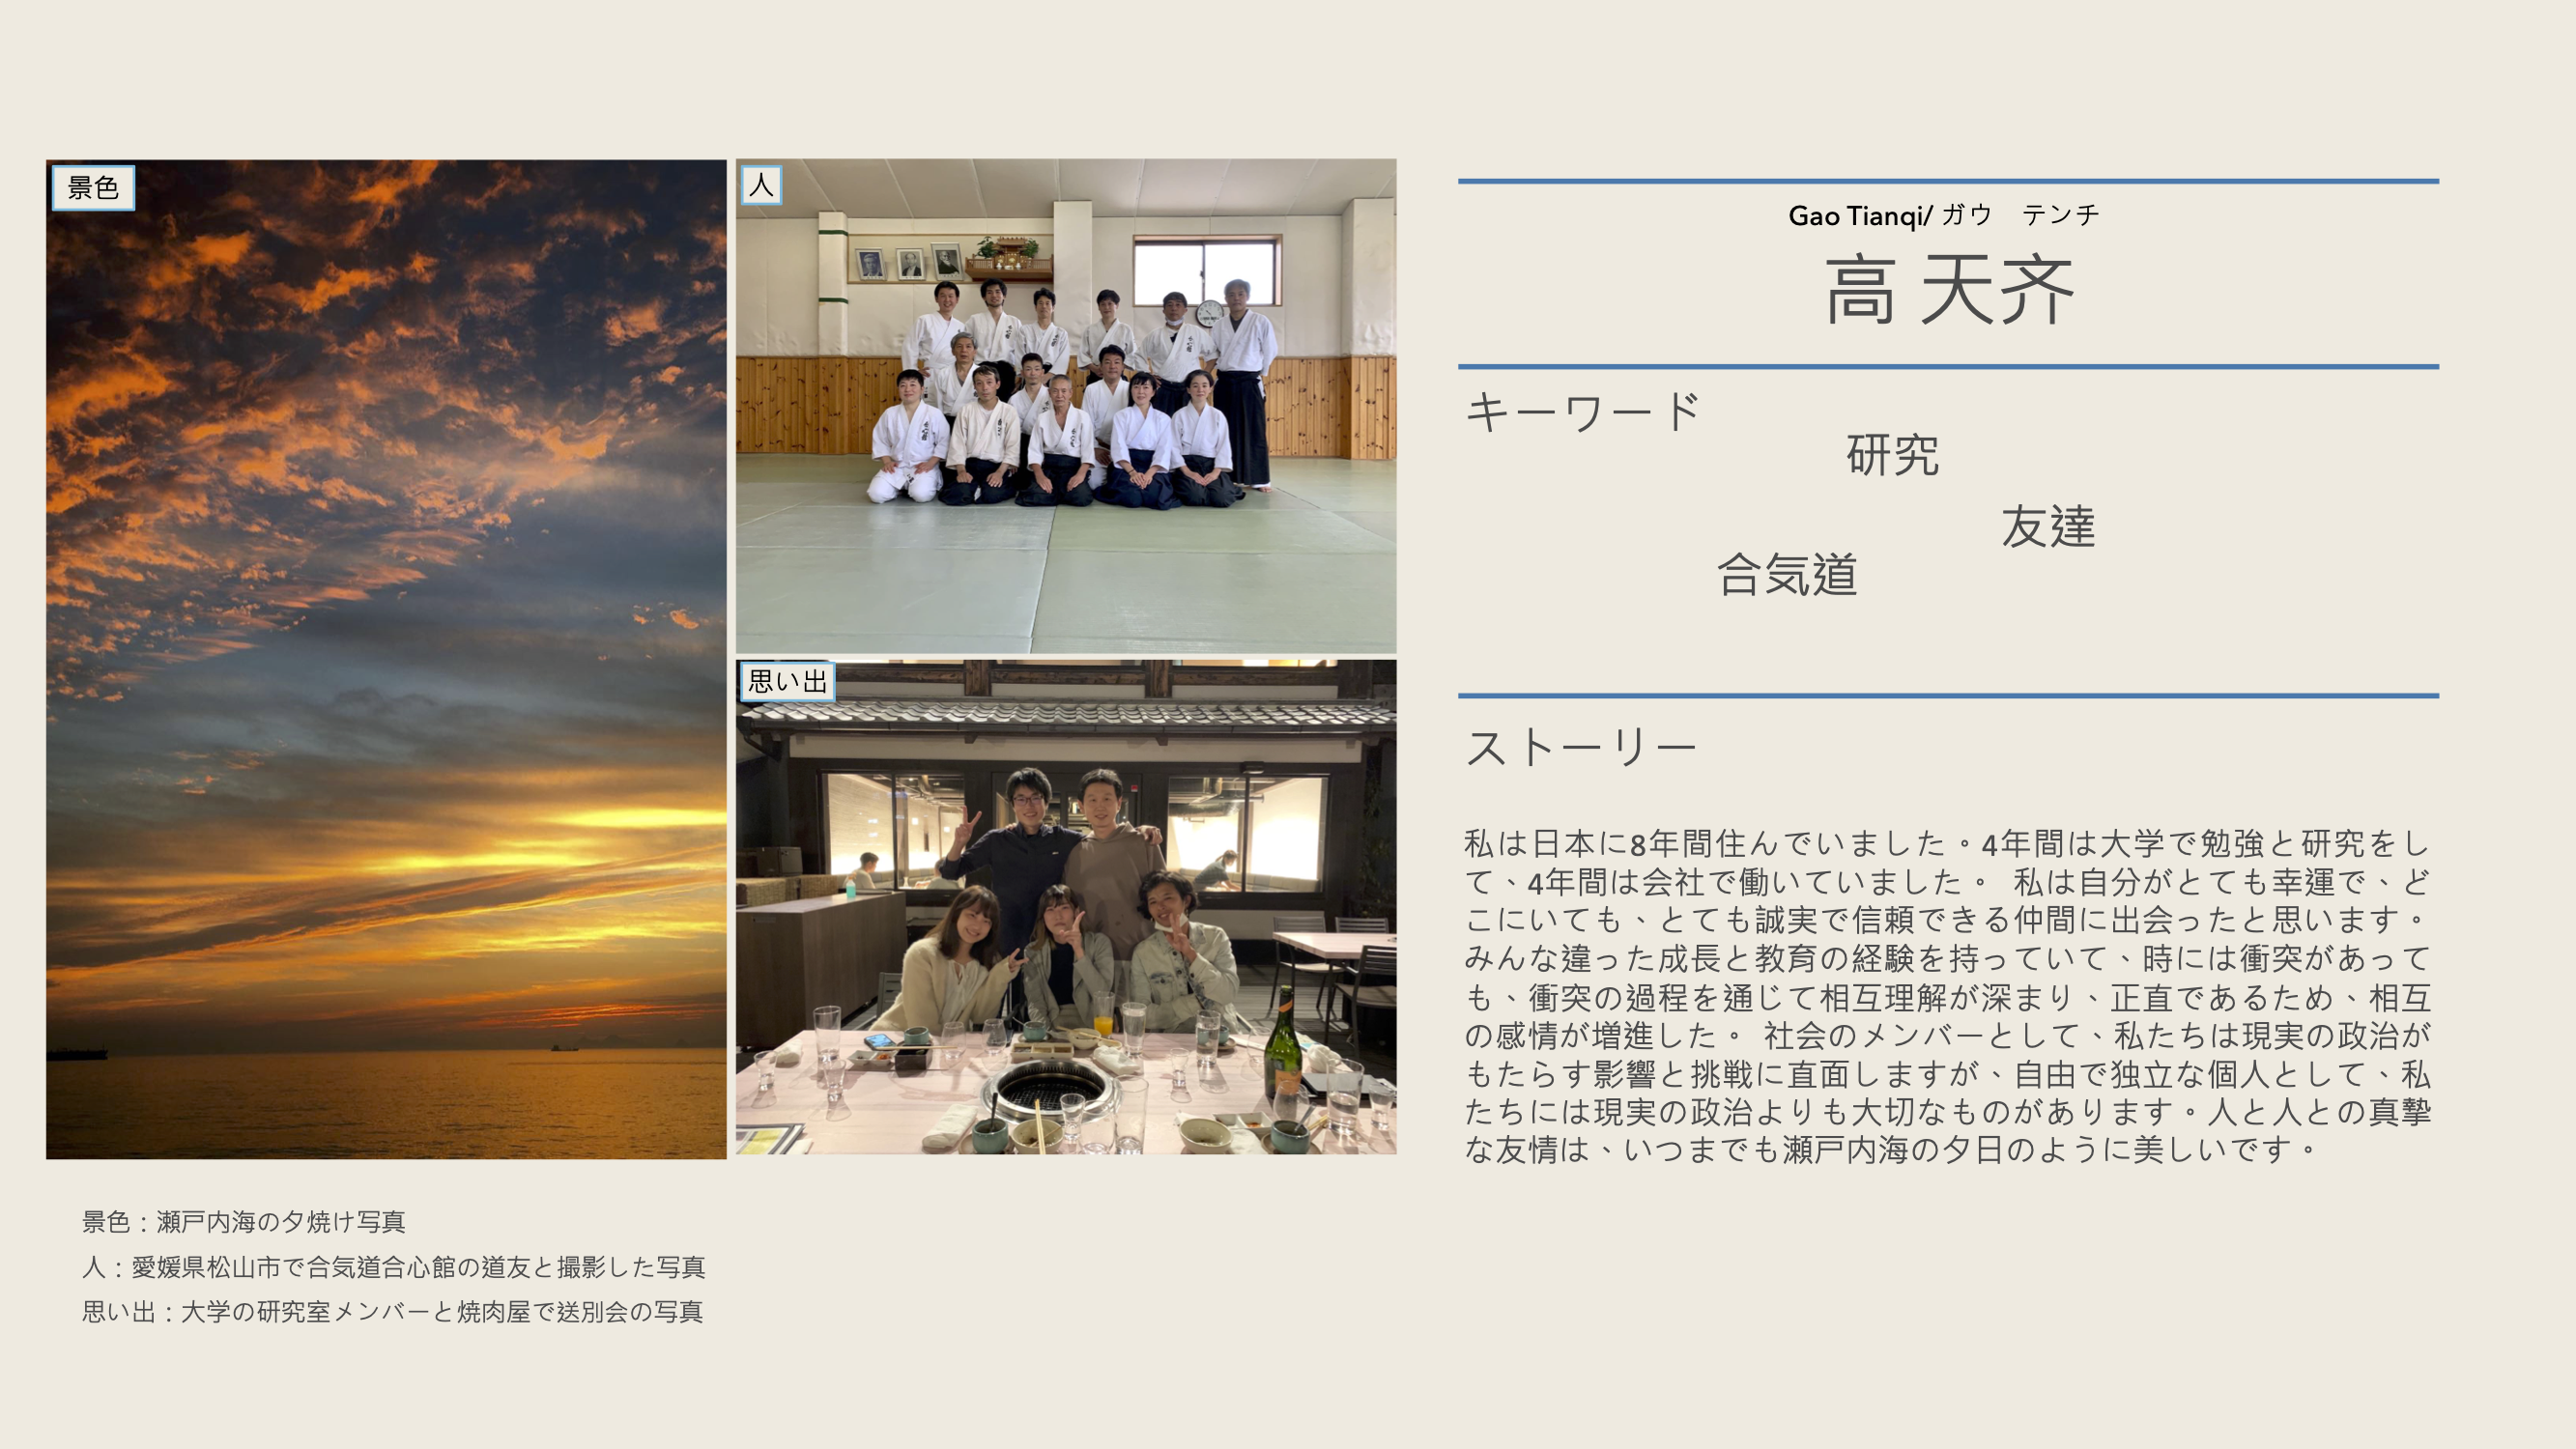 景色
人
思い出
景色：瀬戸内海の夕焼け写真
人：愛媛県松山市で合気道合心館の道友と撮影した写真
思い出：大学の研究室メンバーと焼肉屋で送別会の写真
Gao Tianqi/ ガウ　テンチ
高 天齐
キーワード
研究
友達
合気道
ストーリー
私は日本に8年間住んでいました。4年間は大学で勉強と研究をし
て、4年間は会社で働いていました。 私は自分がとても幸運で、ど
こにいても、とても誠実で信頼できる仲間に出会ったと思います。
みんな違った成長と教育の経験を持っていて、時には衝突があって
も、衝突の過程を通じて相互理解が深まり、正直であるため、相互
の感情が増進した。 社会のメンバーとして、私たちは現実の政治が
もたらす影響と挑戦に直面しますが、自由で独立な個人として、私
たちには現実の政治よりも大切なものがあります。人と人との真摯
な友情は、いつまでも瀬戸内海の夕日のように美しいです。